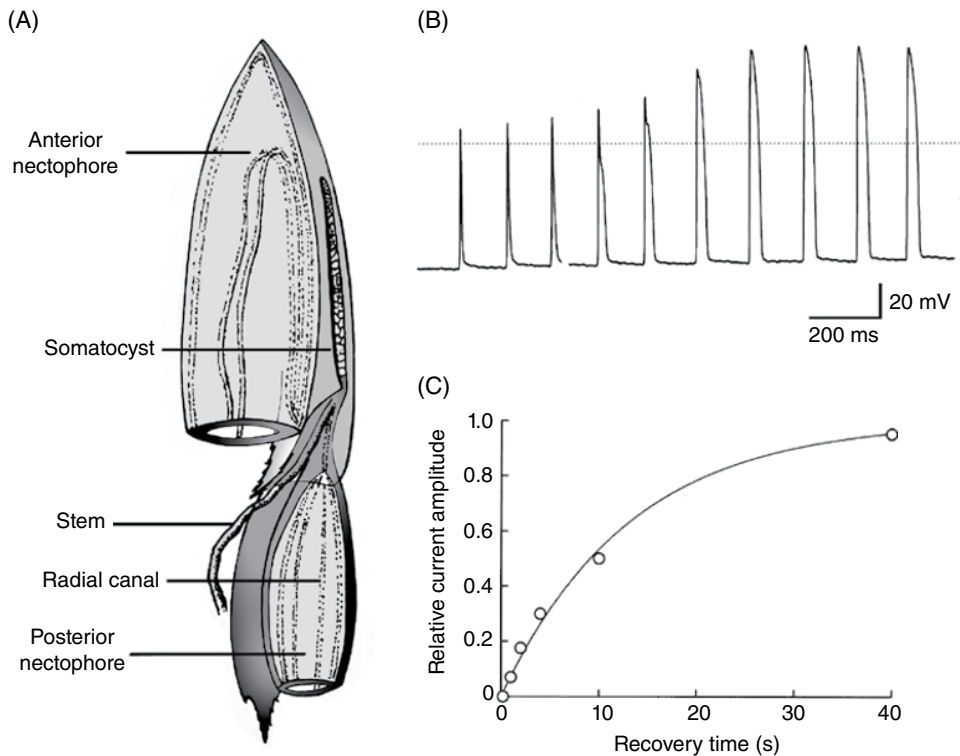 (A)
Anterior
nectophore
Somatocyst
Stem
Radial canal
Posterior
nectophore
(B)
20 mV
200 ms
(C)
Relative current amplitude
1.0
0.8
0.6
0.4
0.2
0
0
10
20
30
40
Recovery time (s)